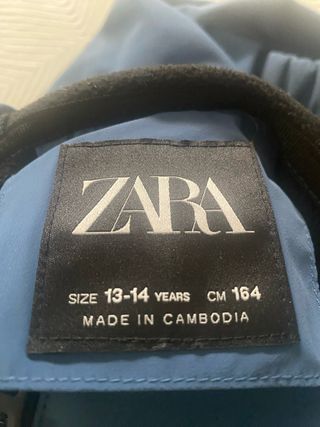 ZARA
SIZE 13-14 YEARS CM 164
MADE IN CAMBODIA